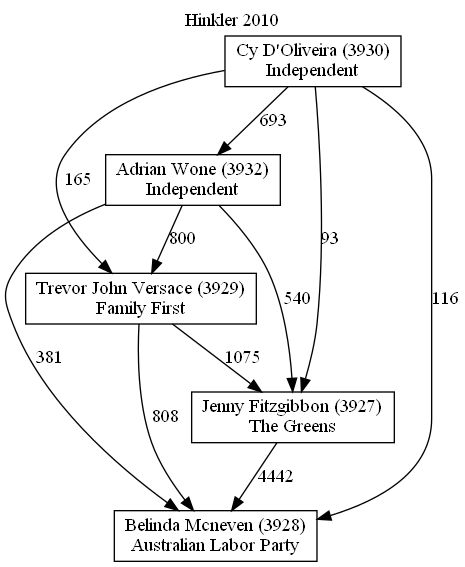 Hinkler 2010
Cy D'Oliveira (3930)
Independent
693
Adrian Wone (3932)
Independent
165
800
93
116
Trevor John Versace (3929)
Family First
540
381
1075
808
Jenny Fitzgibbon (3927)
The Greens
4442
Belinda Mcneven (3928)
Australian Labor Party